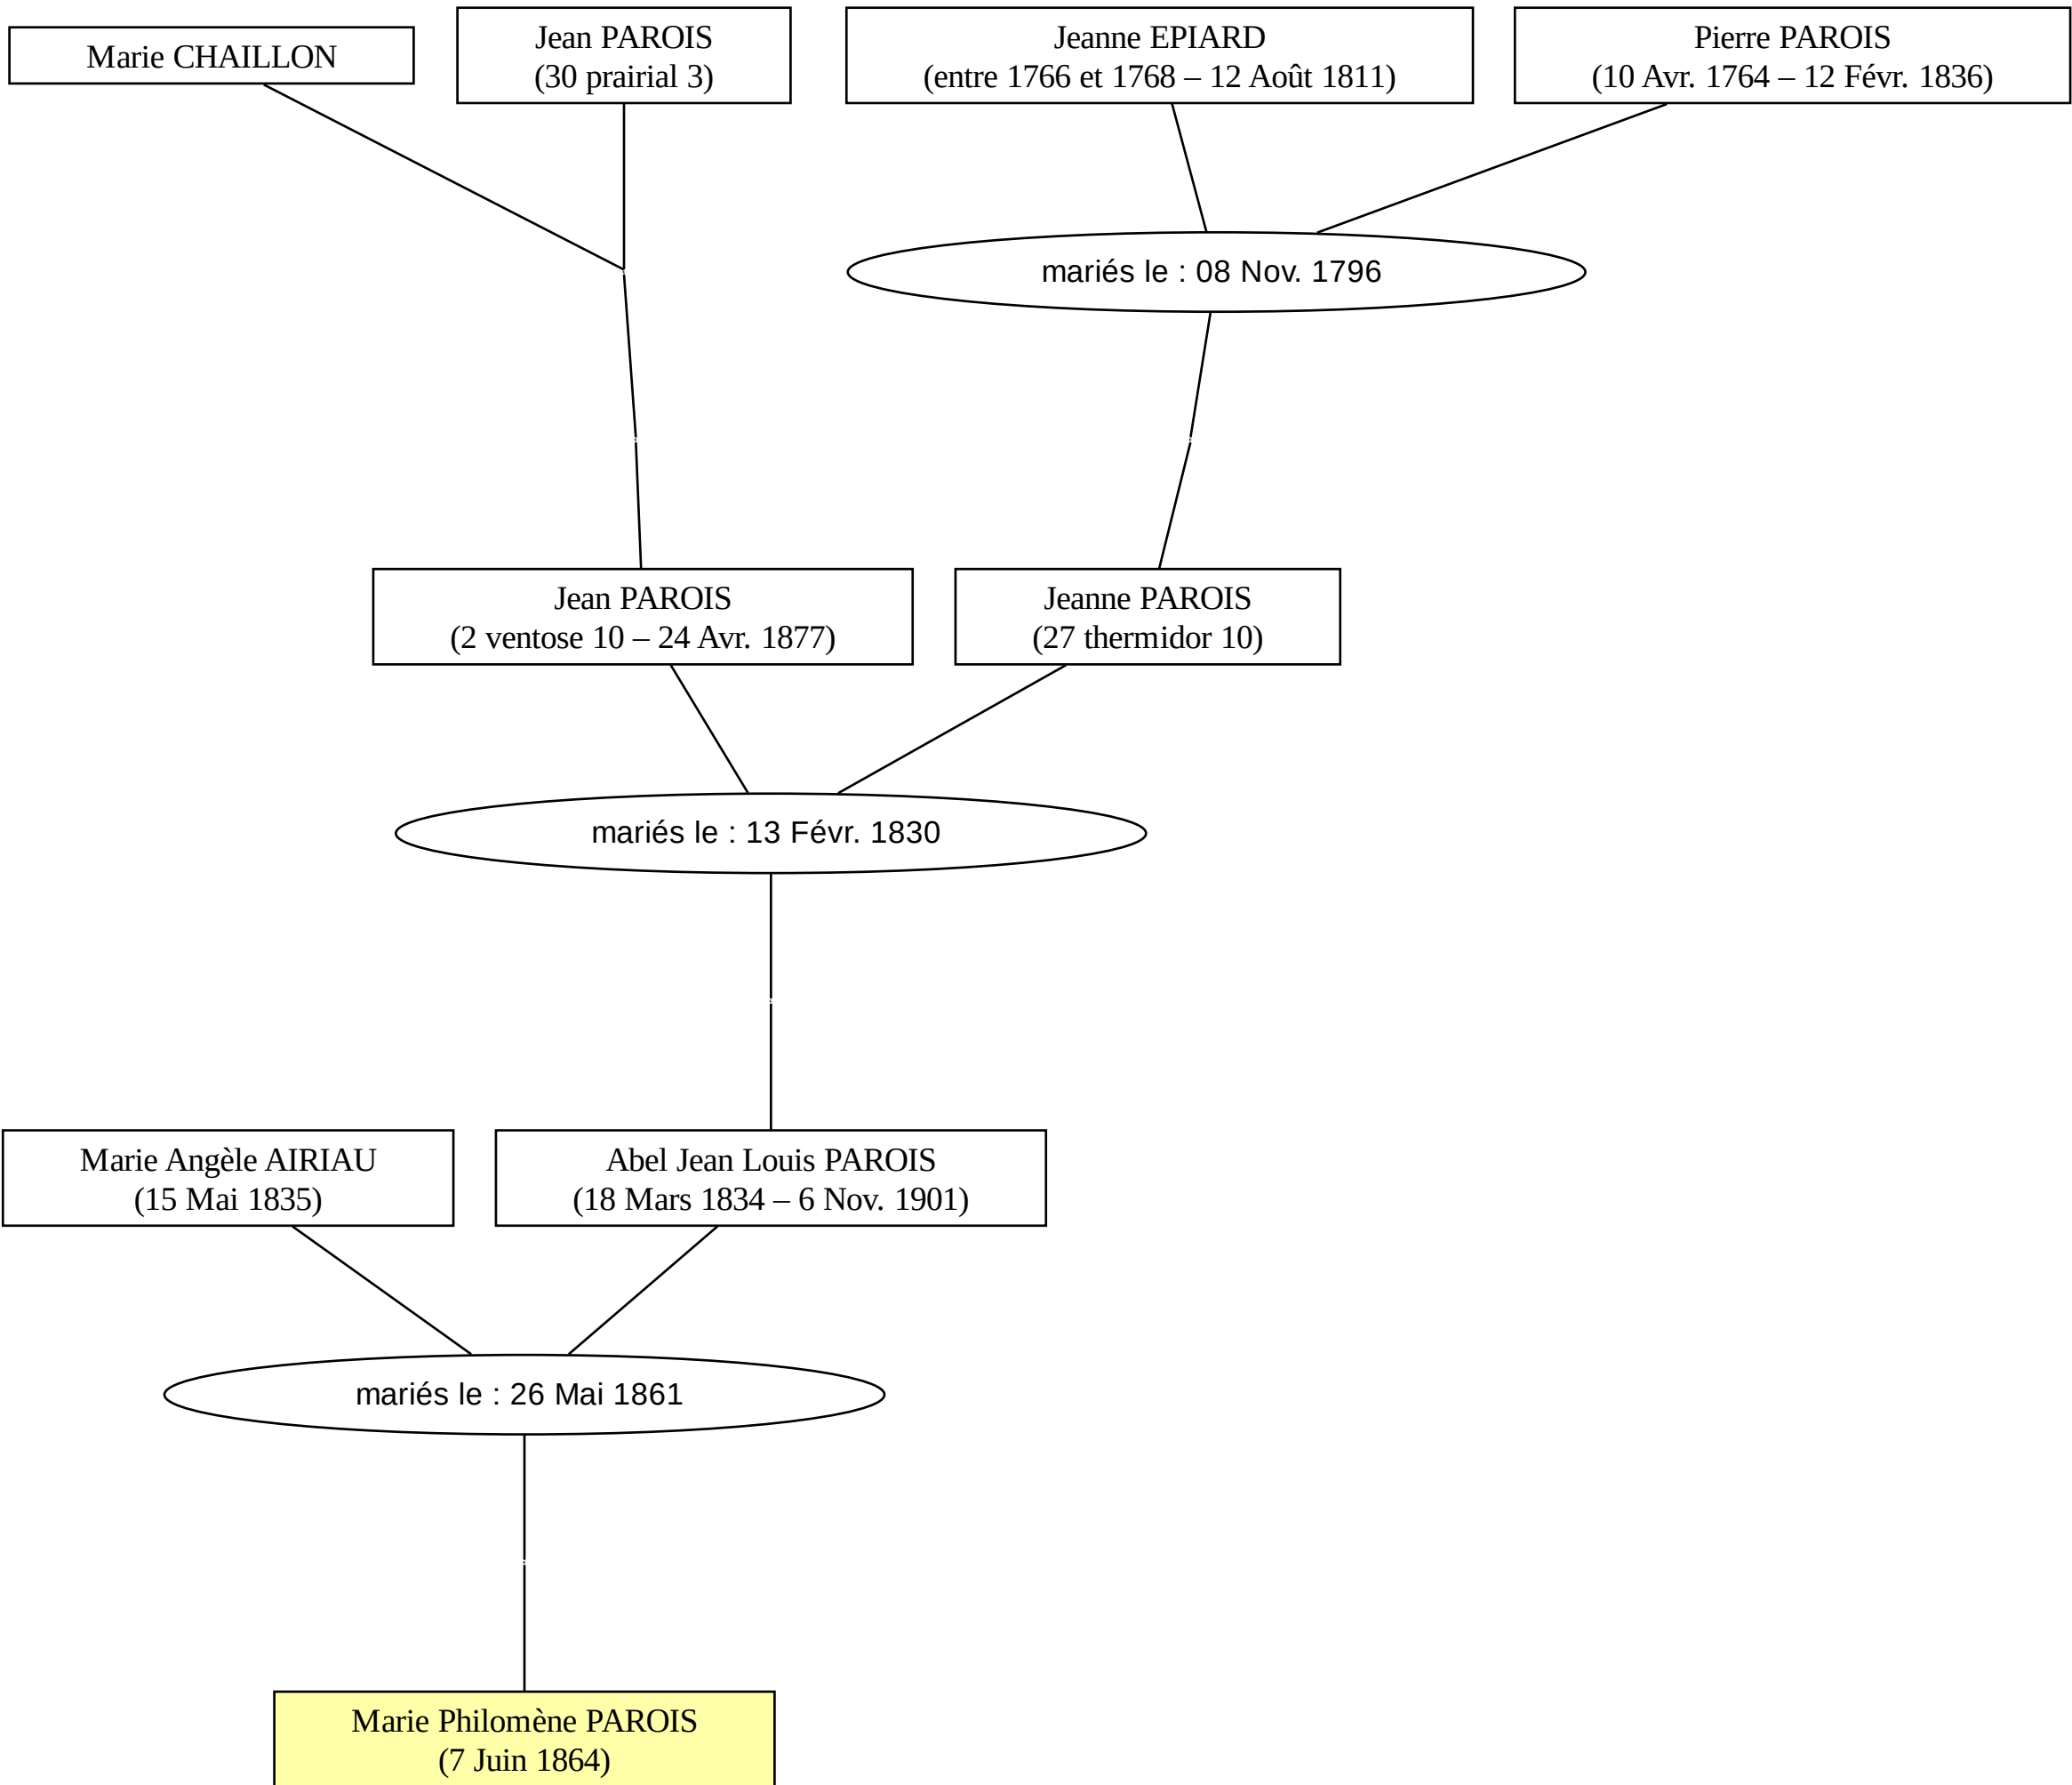 Marie CHAILLON
Jean PAROIS
(30 prairial 3)
Jeanne EPIARD
(entre 1766 et 1768 – 12 Août 1811)
Pierre PAROIS
(10 Avr. 1764 – 12 Févr. 1836)
mariés le : 08 Nov. 1796
Jean PAROIS
(2 ventose 10 – 24 Avr. 1877)
Jeanne PAROIS
(27 thermidor 10)
mariés le : 13 Févr. 1830
Marie Angèle AIRIAU
(15 Mai 1835)
Abel Jean Louis PAROIS
(18 Mars 1834 – 6 Nov. 1901)
mariés le : 26 Mai 1861
Marie Philomène PAROIS
(7 Juin 1864)